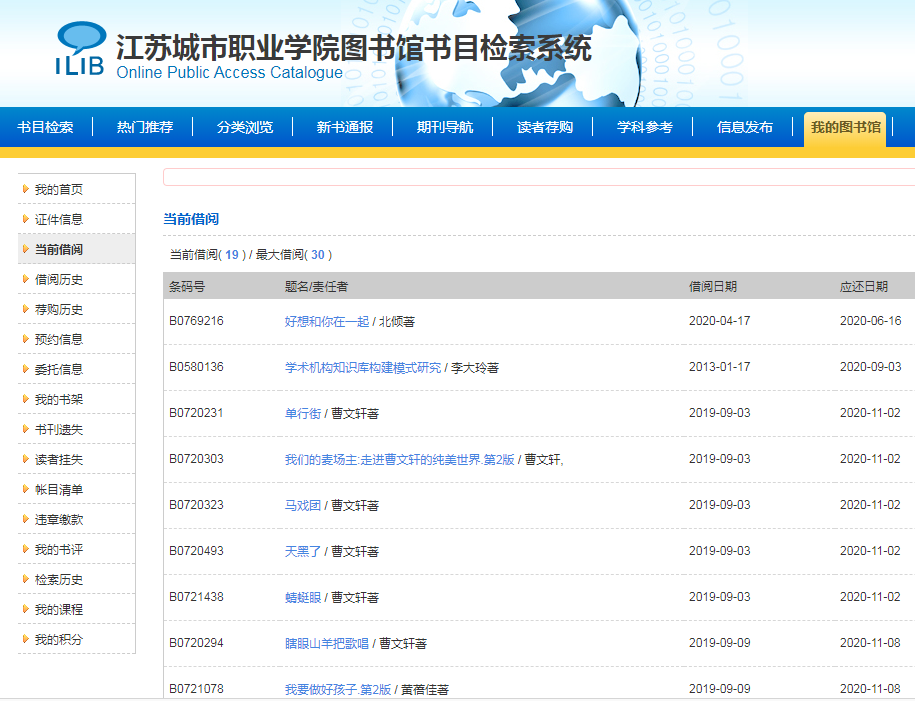 iLIB
江苏城市职业学院图书馆书目检索系统
Online Public Access Catalogue
书目检索 热门推荐 分类浏览 新书通报 期刊导航 读者荐购 学科参考 信息发布 我的图书馆
我的首页
证件信息
当前借阅
借阅历史
荐购历史
预约信息
委托信息
我的书架
书刊遗失
读者挂失
帐目清单
违章缴款
我的书评
检索历史
我的课程
我的积分
当前借阅
当前借阅( 19 ) / 最大借阅( 30 )
条码号 题名/责任者 借阅日期 应还日期
B0769216 好想和你在一起 / 北倾著 2020-04-17 2020-06-16
B0580136 学术机构知识库构建模式研究 / 李大玲著 2013-01-17 2020-09-03
B0720231 单行街 / 曹文轩著 2019-09-03 2020-11-02
B0720303 我们的麦场主:走进曹文轩的纯美世界.第2版 / 曹文轩, 2019-09-03 2020-11-02
B0720323 马戏团 / 曹文轩著 2019-09-03 2020-11-02
B0720493 天黑了 / 曹文轩著 2019-09-03 2020-11-02
B0721438 蜻蜓眼 / 曹文轩著 2019-09-03 2020-11-02
B0720294 瞎眼山羊把歌唱 / 曹文轩著 2019-09-09 2020-11-08
B0721078 我要做好孩子.第2版 / 黄蓓佳著 2019-09-09 2020-11-08